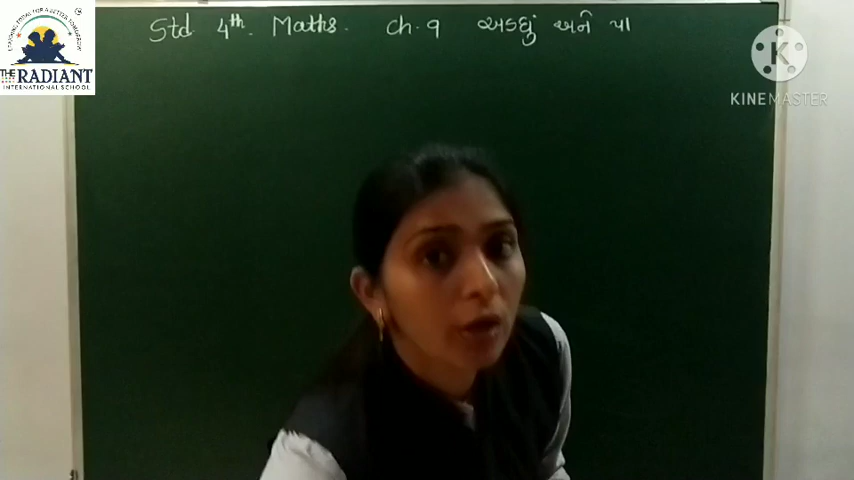 THE RADIANT
INTERNATIONAL SCHOOL
Std 4th. Maths. Ch. 9 અડધું અને પા
K
KINEMASTER